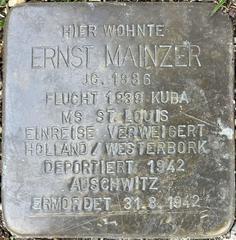 HIER WOHNTE
ERNST MAINZER
JG. 1886
FLUCHT 1939 KUBA
MS ST. LOUIS
EINREISE VERWEIGERT
HOLLAND / WESTERBORK
DEPORTIERT 1942
AUSCHWITZ
ERMORDET 31.8.1942